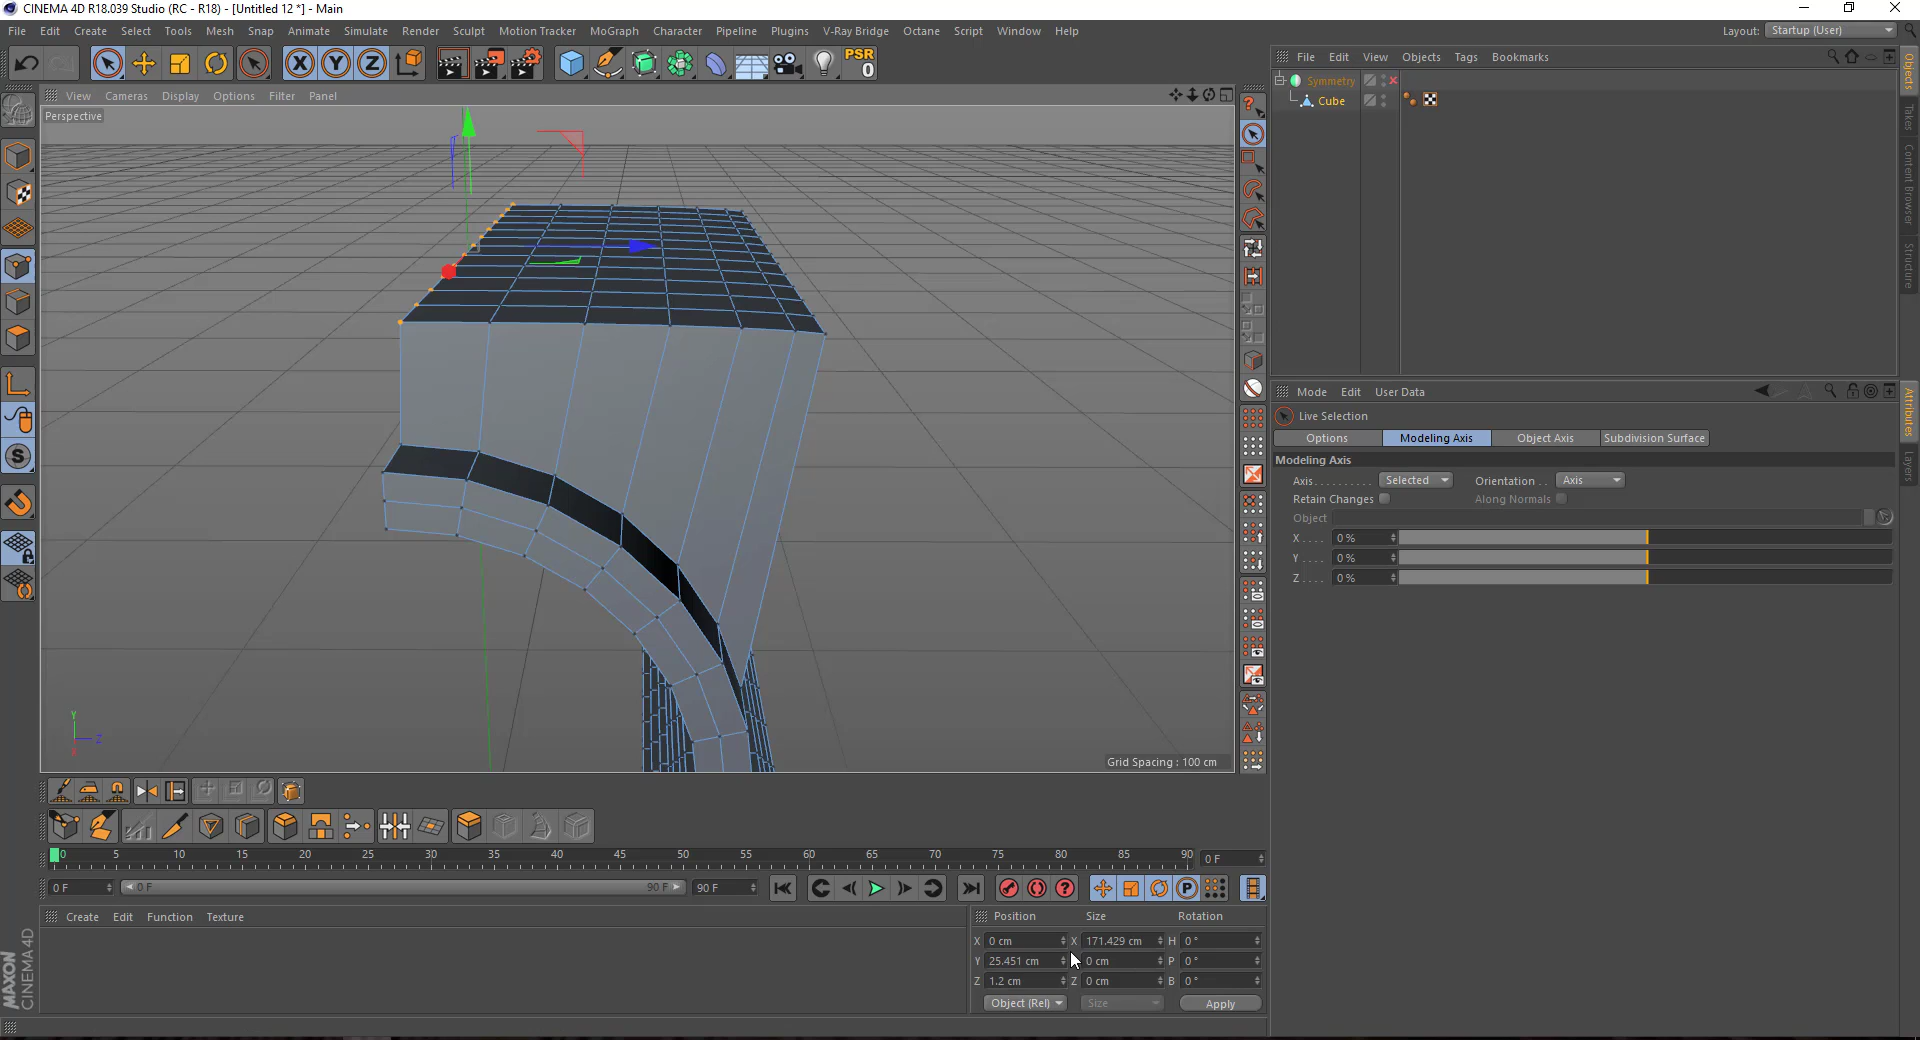 CINEMA 4D R18.039 Studio (RC - R18) - [Untitled 12 *] - Main
File Edit Create Select Tools Mesh Snap Animate Simulate Render Sculpt Motion Tracker MoGraph Character Pipeline Plugins V-Ray Bridge Octane Script Window Help
Layout: Startup (User)
X Y Z PSR 0
File Edit View Objects Tags Bookmarks
View Cameras Display Options Filter Panel
Perspective
Symmetry
Cube
Objects
Takes
Content Browser
Structure
Mode Edit User Data
Live Selection
Options Modeling Axis Object Axis Subdivision Surface
Modeling Axis
Axis.......... Selected Orientation .. Axis
Retain Changes Along Normals
Object
X.... 0 %
Y.... 0 %
Z.... 0 %
Attributes
Layers
S
Y
Z
X
Grid Spacing : 100 cm
0 5 10 15 20 25 30 35 40 45 50 55 60 65 70 75 80 85 90 0 F
0 F 0 F 90 F 90 F
Create Edit Function Texture
Position Size Rotation
X 0 cm X 171.429 cm H 0 °
Y 25.451 cm 0 cm P 0 °
Z 1.2 cm Z 0 cm B 0 °
Object (Rel) Size Apply
MAXON
CINEMA 4D